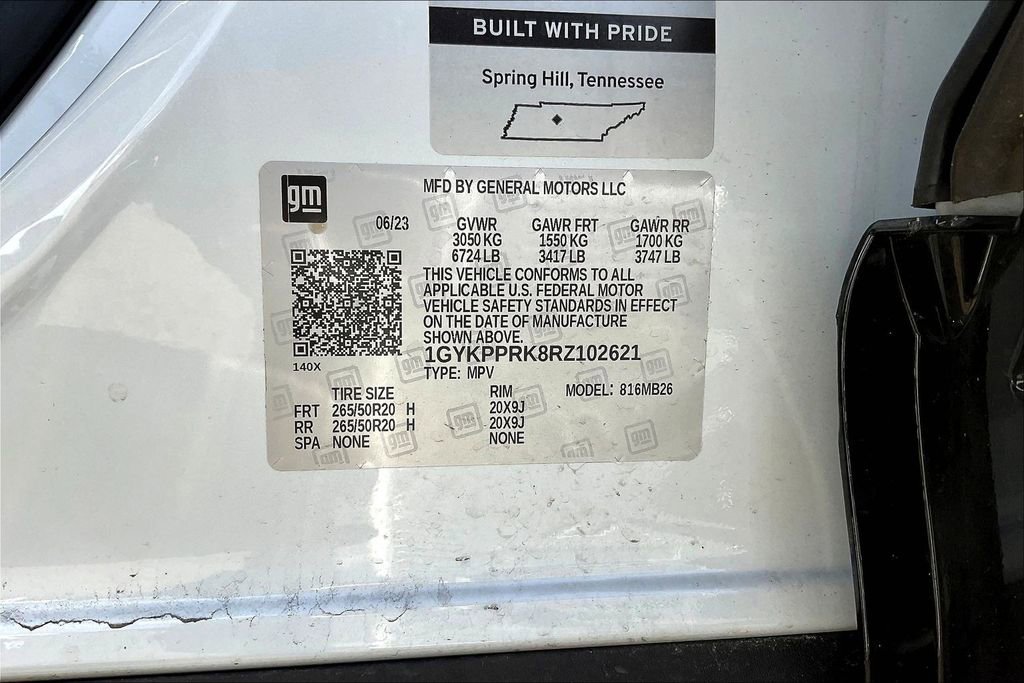 BUILT WITH PRIDE
Spring Hill, Tennessee
gm
MFD BY GENERAL MOTORS LLC
06/23 GVWR GAWR FRT GAWR RR
3050 KG 1550 KG 1700 KG
6724 LB 3417 LB 3747 LB
THIS VEHICLE CONFORMS TO ALL
APPLICABLE U.S. FEDERAL MOTOR
VEHICLE SAFETY STANDARDS IN EFFECT
ON THE DATE OF MANUFACTURE
SHOWN ABOVE.
1GYKPPRK8RZ102621
140X
TYPE: MPV
TIRE SIZE RIM MODEL: 816MB26
FRT 265/50R20 H 20X9J
RR 265/50R20 H 20X9J
SPA NONE NONE